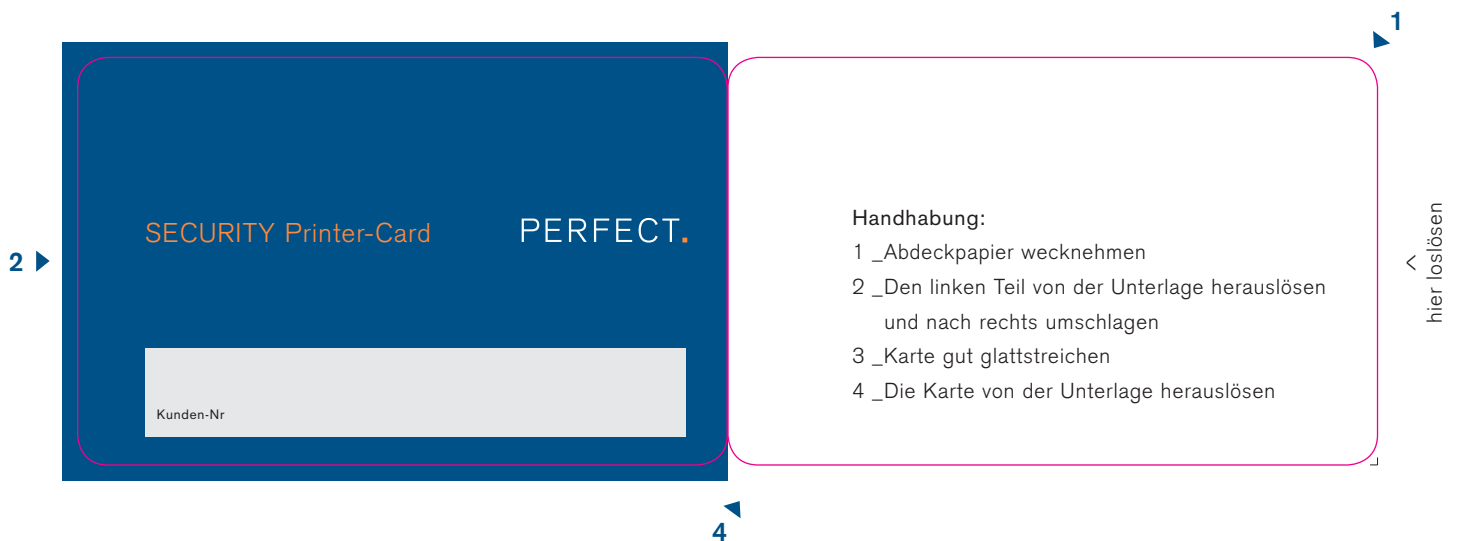 1
SECURITY Printer-Card
PERFECT.
2
Kunden-Nr
Handhabung:
1 _Abdeckpapier wecknehmen
2 _Den linken Teil von der Unterlage herauslösen
und nach rechts umschlagen
3 _Karte gut glattstreichen
4 _Die Karte von der Unterlage herauslösen
hier loslösen
4